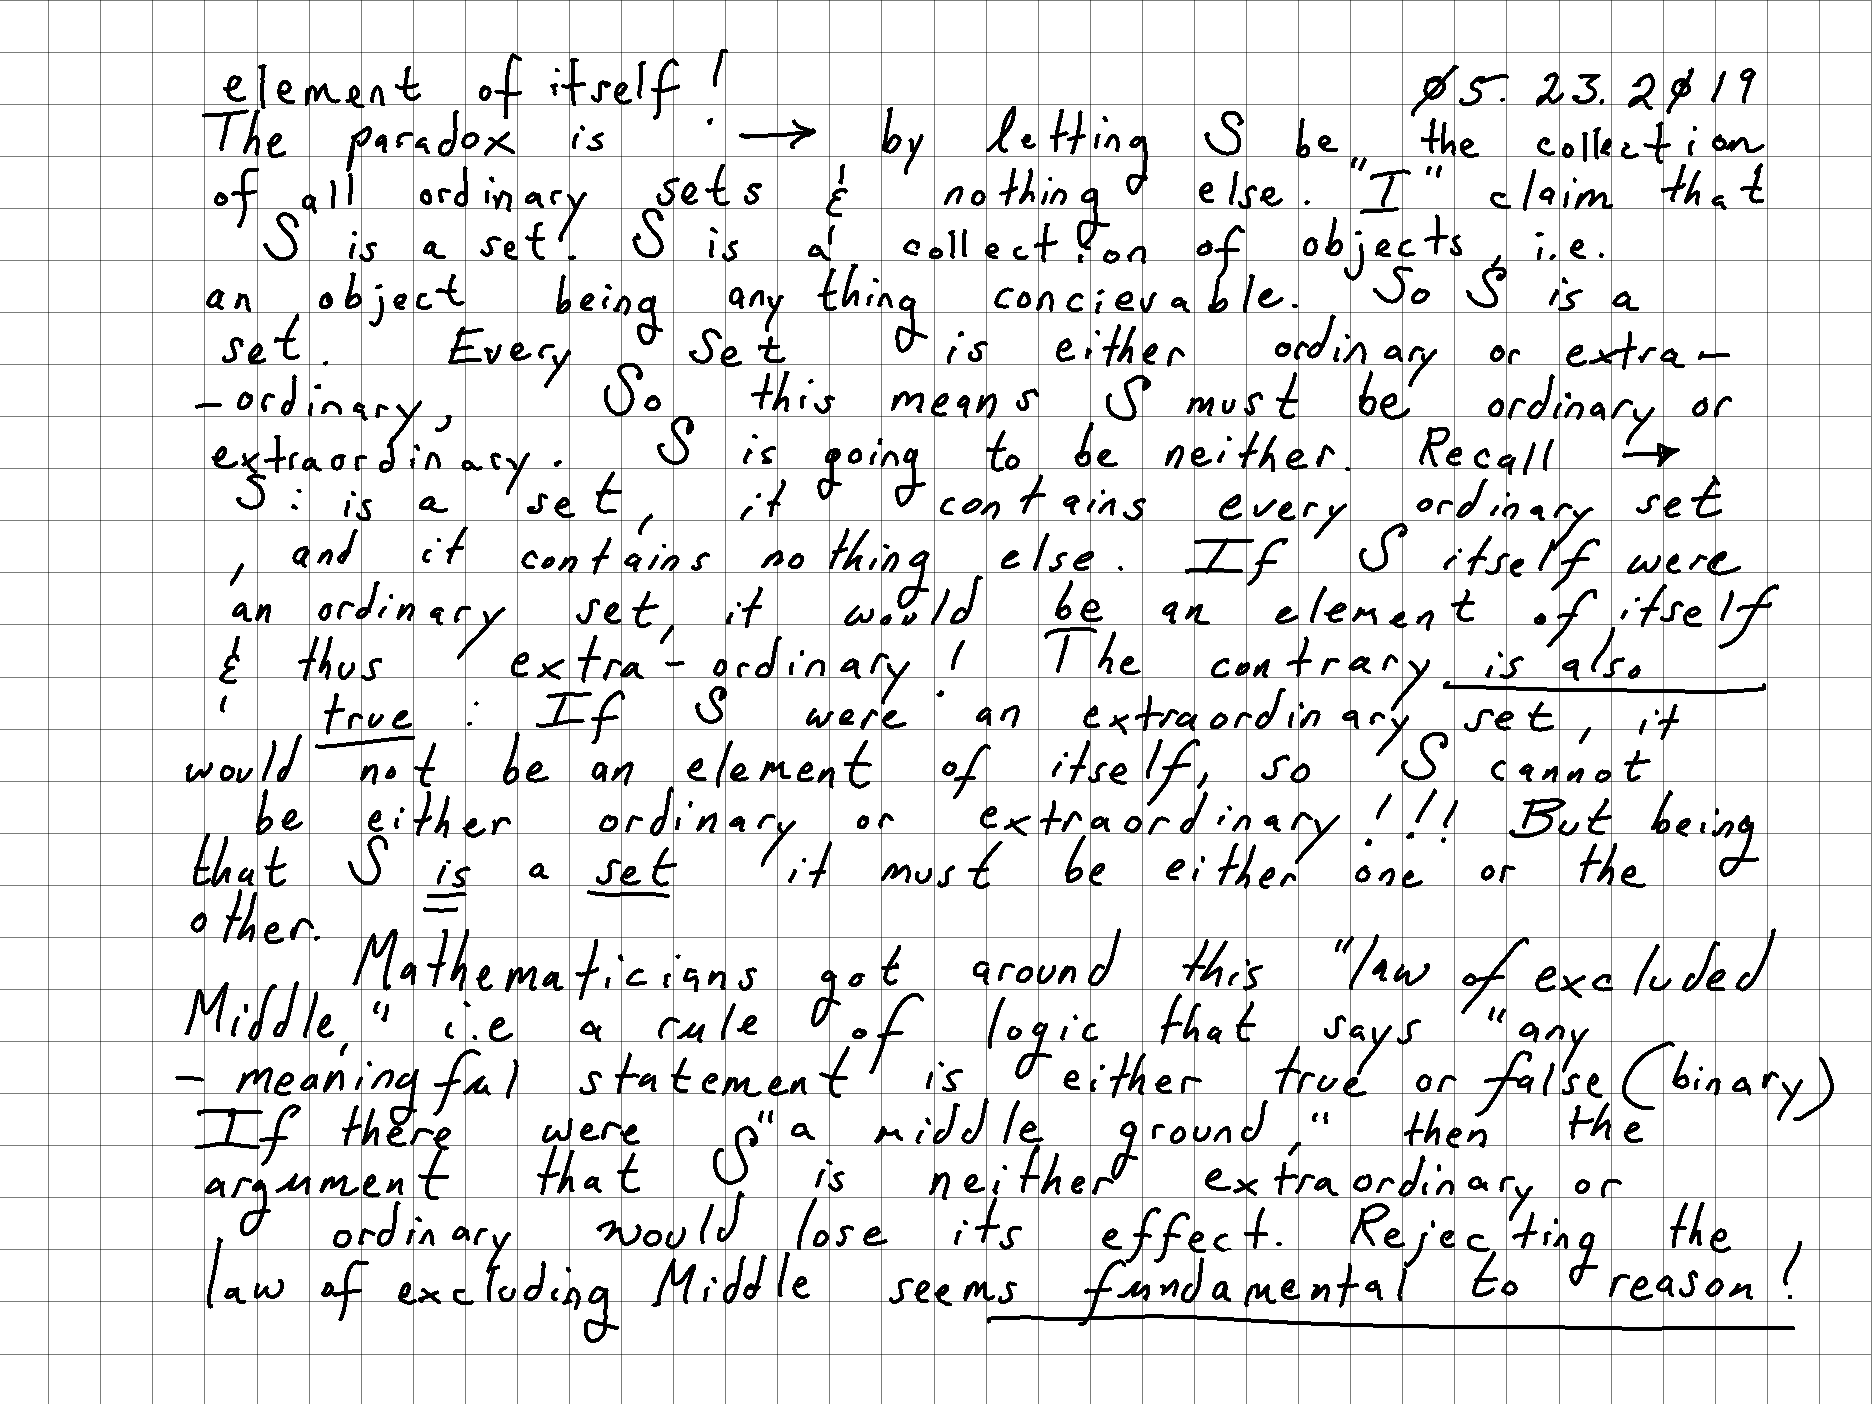 element of itself! Ø5. 23. 2Ø19
The paradox is → by letting S be the collection
of all ordinary sets & nothing else. "I" claim that
S is a set. S is a collection of objects, i.e.
an object being any thing concievable. So S is a
set. Every set is either ordinary or extra-
-ordinary, So this means S must be ordinary or
extraordinary. S is going to be neither. Recall →
S: is a set, it contains every ordinary set
, and it contains nothing else. If S itself were
an ordinary set, it would be an element of itself
& thus extra-ordinary! The contrary is also
true: If S were an extraordinary set, it
would not be an element of itself, so S cannot
be either ordinary or extraordinary!!! But being
that S is a set it must be either one or the
other.
Mathematicians got around this "law of excluded
Middle," i.e a rule of logic that says "any
- meaningful statement is either true or false (binary)
If there were "a middle ground," then the
argument that S is neither extraordinary or
ordinary would lose its effect. Rejecting the
law of excluding Middle seems fundamental to reason!